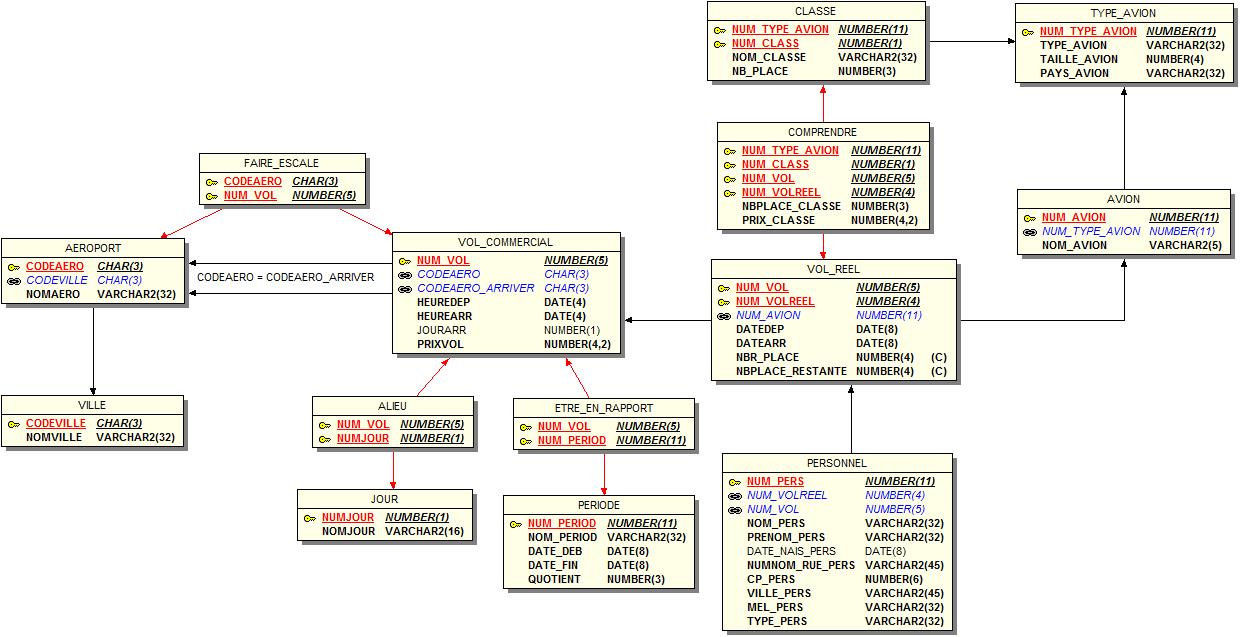 CLASSE
NUM_TYPE_AVION NUMBER(11)
NUM_CLASS NUMBER(1)
NOM_CLASSE VARCHAR2(32)
NB_PLACE NUMBER(3)
TYPE_AVION
NUM_TYPE_AVION NUMBER(11)
TYPE_AVION VARCHAR2(32)
TAILLE_AVION NUMBER(4)
PAYS_AVION VARCHAR2(32)
COMPRENDRE
NUM_TYPE_AVION NUMBER(11)
NUM_CLASS NUMBER(1)
NUM_VOL NUMBER(5)
NUM_VOLREEL NUMBER(4)
NBPLACE_CLASSE NUMBER(3)
PRIX_CLASSE NUMBER(4,2)
FAIRE_ESCALE
CODEAERO CHAR(3)
NUM_VOL NUMBER(5)
AVION
NUM_AVION NUMBER(11)
NUM_TYPE_AVION NUMBER(11)
NOM_AVION VARCHAR2(5)
AEROPORT
CODEAERO CHAR(3)
CODEVILLE CHAR(3)
NOMAERO VARCHAR2(32)
CODEAERO = CODEAERO_ARRIVER
VOL_COMMERCIAL
NUM_VOL NUMBER(5)
CODEAERO CHAR(3)
CODEAERO_ARRIVER CHAR(3)
HEUREDEP DATE(4)
HEUREARR DATE(4)
JOURARR NUMBER(1)
PRIXVOL NUMBER(4,2)
VOL_REEL
NUM_VOL NUMBER(5)
NUM_VOLREEL NUMBER(4)
NUM_AVION NUMBER(11)
DATEDEP DATE(8)
DATEARR DATE(8)
NBR_PLACE NUMBER(4) (C)
NBPLACE_RESTANTE NUMBER(4) (C)
VILLE
CODEVILLE CHAR(3)
NOMVILLE VARCHAR2(32)
ALIEU
NUM_VOL NUMBER(5)
NUMJOUR NUMBER(1)
ETRE_EN_RAPPORT
NUM_VOL NUMBER(5)
NUM_PERIOD NUMBER(11)
JOUR
NUMJOUR NUMBER(1)
NOMJOUR VARCHAR2(16)
PERIODE
NUM_PERIOD NUMBER(11)
NOM_PERIOD VARCHAR2(32)
DATE_DEB DATE(8)
DATE_FIN DATE(8)
QUOTIENT NUMBER(3)
PERSONNEL
NUM_PERS NUMBER(11)
NUM_VOLREEL NUMBER(4)
NUM_VOL NUMBER(5)
NOM_PERS VARCHAR2(32)
PRENOM_PERS VARCHAR2(32)
DATE_NAIS_PERS DATE(8)
NUMNOM_RUE_PERS VARCHAR2(45)
CP_PERS NUMBER(6)
VILLE_PERS VARCHAR2(45)
MEL_PERS VARCHAR2(32)
TYPE_PERS VARCHAR2(32)